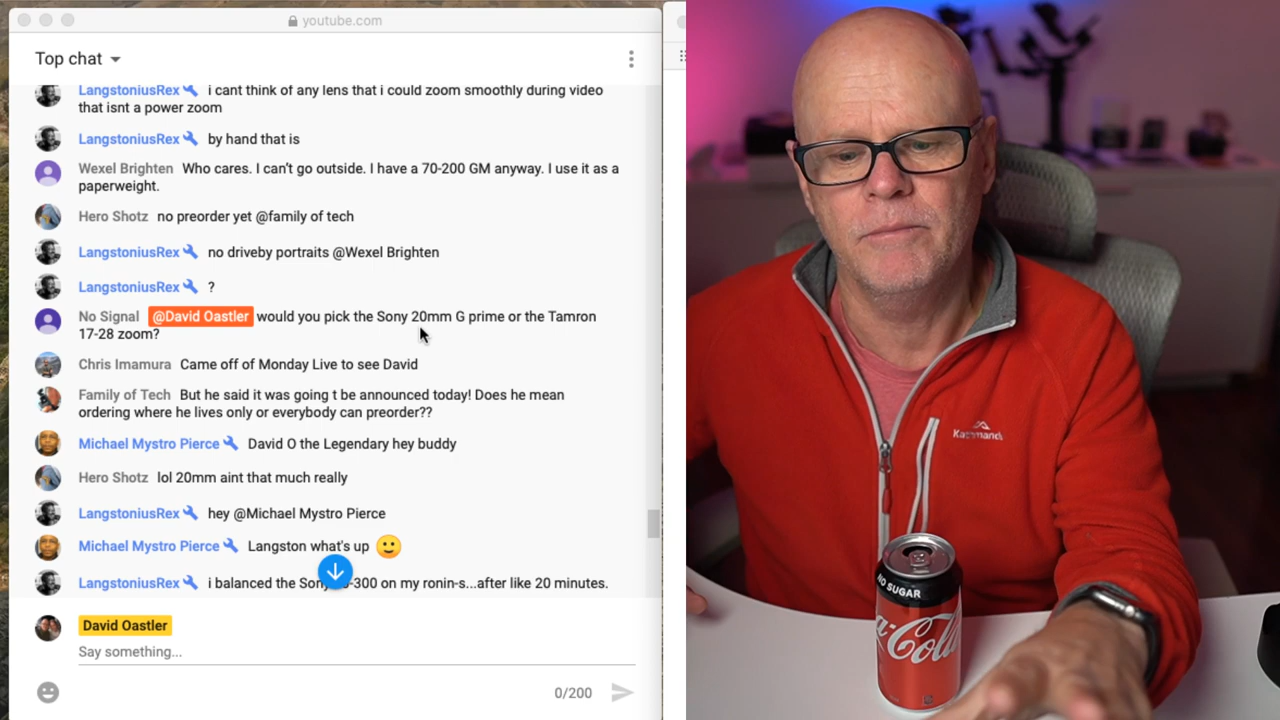 youtube.com
Top chat
LangstoniusRex i cant think of any lens that i could zoom smoothly during video
that isnt a power zoom
LangstoniusRex by hand that is
Wexel Brighten Who cares. I can't go outside. I have a 70-200 GM anyway. I use it as a
paperweight.
Hero Shotz no preorder yet @family of tech
LangstoniusRex no driveby portraits @Wexel Brighten
LangstoniusRex ?
No Signal @David Oastler would you pick the Sony 20mm G prime or the Tamron
17-28 zoom?
Chris Imamura Came off of Monday Live to see David
Family of Tech But he said it was going t be announced today! Does he mean
ordering where he lives only or everybody can preorder??
Michael Mystro Pierce David O the Legendary hey buddy
Hero Shotz lol 20mm aint that much really
LangstoniusRex hey @Michael Mystro Pierce
Michael Mystro Pierce Langston what's up
LangstoniusRex i balanced the -300 on my ronin-s...after like 20 minutes.
David Oastler
Say something...
0/200
Kathmandu
NO SUGAR